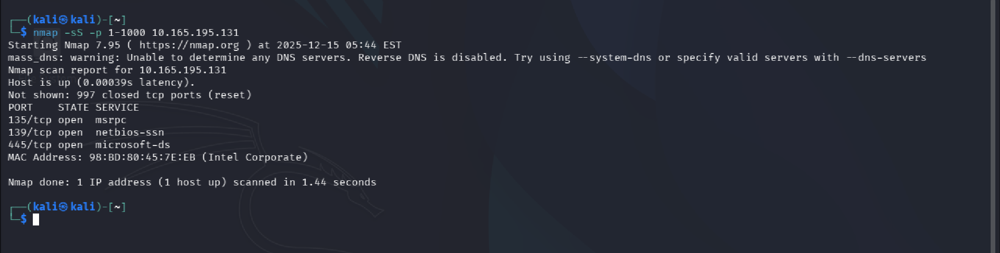 ┌──(kali㉿kali)-[~]
└─$ nmap -sS -p 1-1000 10.165.195.131
Starting Nmap 7.95 ( https://nmap.org ) at 2025-12-15 05:44 EST
mass_dns: warning: Unable to determine any DNS servers. Reverse DNS is disabled. Try using --system-dns or specify valid servers with --dns-servers
Nmap scan report for 10.165.195.131
Host is up (0.00039s latency).
Not shown: 997 closed tcp ports (reset)
PORT    STATE SERVICE
135/tcp open  msrpc
139/tcp open  netbios-ssn
445/tcp open  microsoft-ds
MAC Address: 98:BD:80:45:7E:EB (Intel Corporate)
Nmap done: 1 IP address (1 host up) scanned in 1.44 seconds
┌──(kali㉿kali)-[~]
└─$